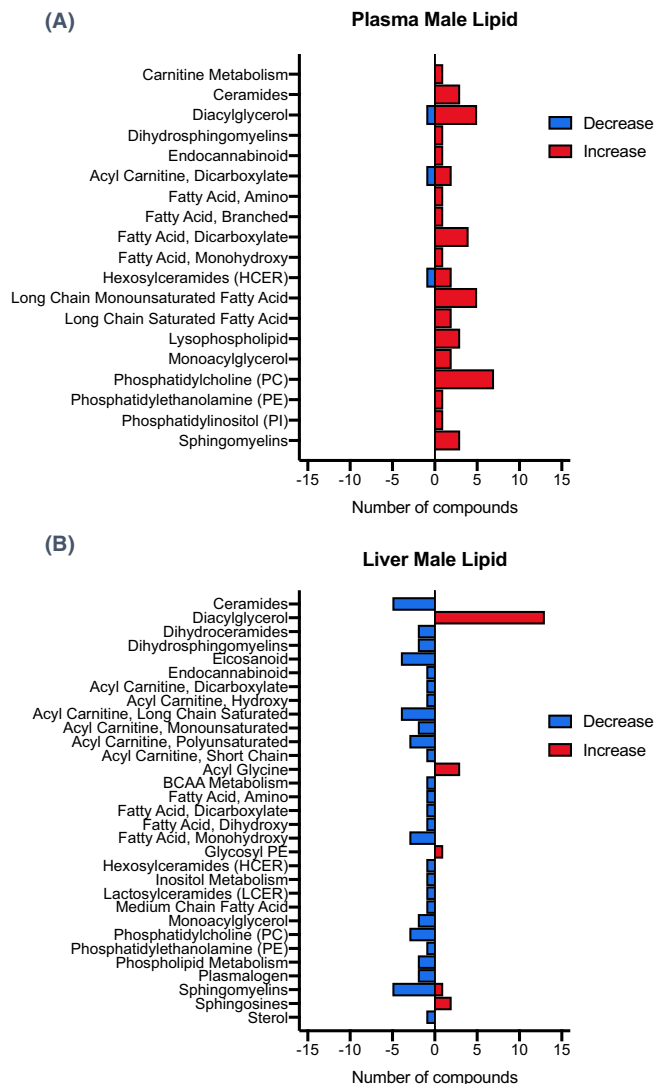 (A)
Plasma Male Lipid
Carnitine Metabolism
Ceramides
Diacylglycerol
Dihydrosphingomyelins
Endocannabinoid
Acyl Carnitine, Dicarboxylate
Fatty Acid, Amino
Fatty Acid, Branched
Fatty Acid, Dicarboxylate
Fatty Acid, Monohydroxy
Hexosylceramides (HCER)
Long Chain Monounsaturated Fatty Acid
Long Chain Saturated Fatty Acid
Lysophospholipid
Monoacylglycerol
Phosphatidylcholine (PC)
Phosphatidylethanolamine (PE)
Phosphatidylinositol (PI)
Sphingomyelins
Decrease
Increase
-15 -10 -5 0 5 10 15
Number of compounds
(B)
Liver Male Lipid
Ceramides
Diacylglycerol
Dihydroceramides
Dihydrosphingomyelins
Eicosanoid
Endocannabinoid
Acyl Carnitine, Dicarboxylate
Acyl Carnitine, Hydroxy
Acyl Carnitine, Long Chain Saturated
Acyl Carnitine, Monounsaturated
Acyl Carnitine, Polyunsaturated
Acyl Carnitine, Short Chain
Acyl Glycine
BCAA Metabolism
Fatty Acid, Amino
Fatty Acid, Dicarboxylate
Fatty Acid, Dihydroxy
Fatty Acid, Monohydroxy
Glycosyl PE
Hexosylceramides (HCER)
Inositol Metabolism
Lactosylceramides (LCER)
Medium Chain Fatty Acid
Monoacylglycerol
Phosphatidylcholine (PC)
Phosphatidylethanolamine (PE)
Phospholipid Metabolism
Plasmalogen
Sphingomyelins
Sphingosines
Sterol
Decrease
Increase
-15 -10 -5 0 5 10 15
Number of compounds